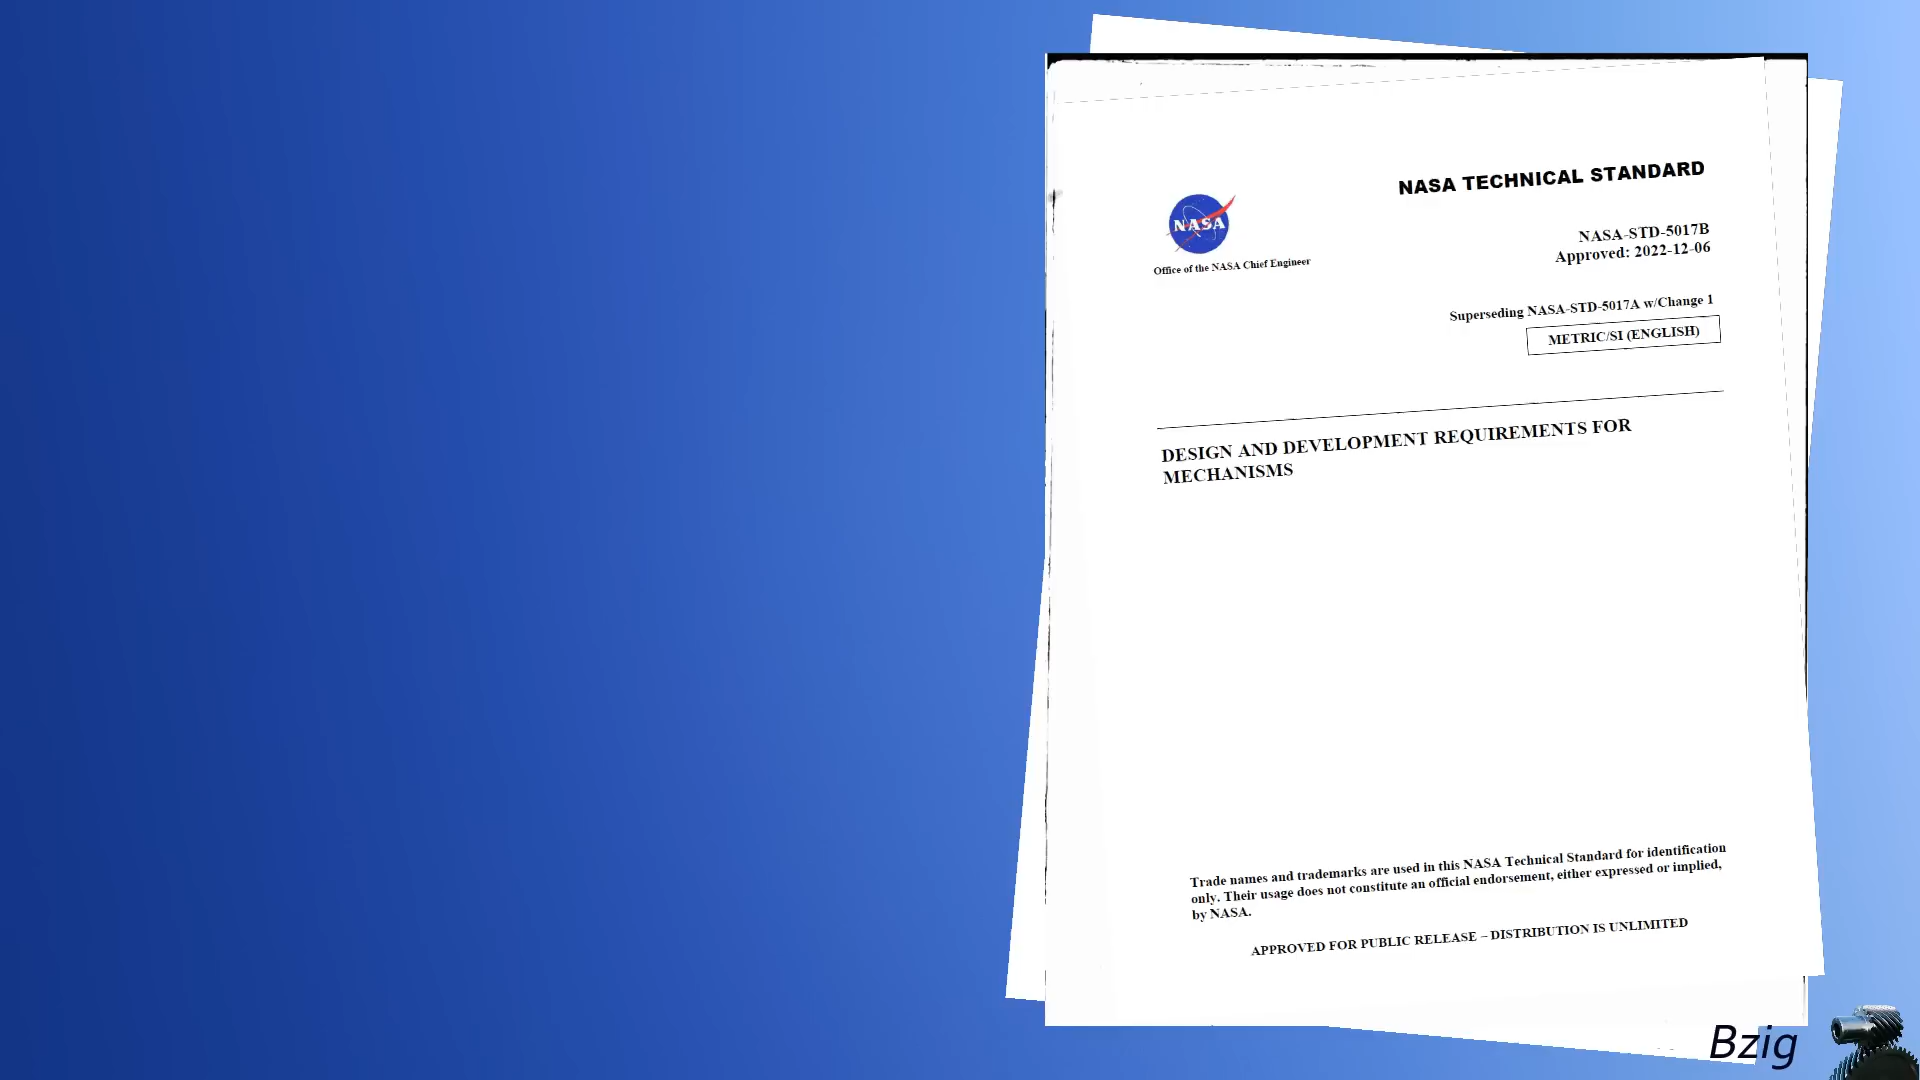 NASA TECHNICAL STANDARD
NASA
Office of the NASA Chief Engineer
NASA-STD-5017B
Approved: 2022-12-06
Superseding NASA-STD-5017A w/Change 1
METRIC/SI (ENGLISH)
DESIGN AND DEVELOPMENT REQUIREMENTS FOR
MECHANISMS
Trade names and trademarks are used in this NASA Technical Standard for identification
only. Their usage does not constitute an official endorsement, either expressed or implied,
by NASA.
APPROVED FOR PUBLIC RELEASE – DISTRIBUTION IS UNLIMITED
Bzig